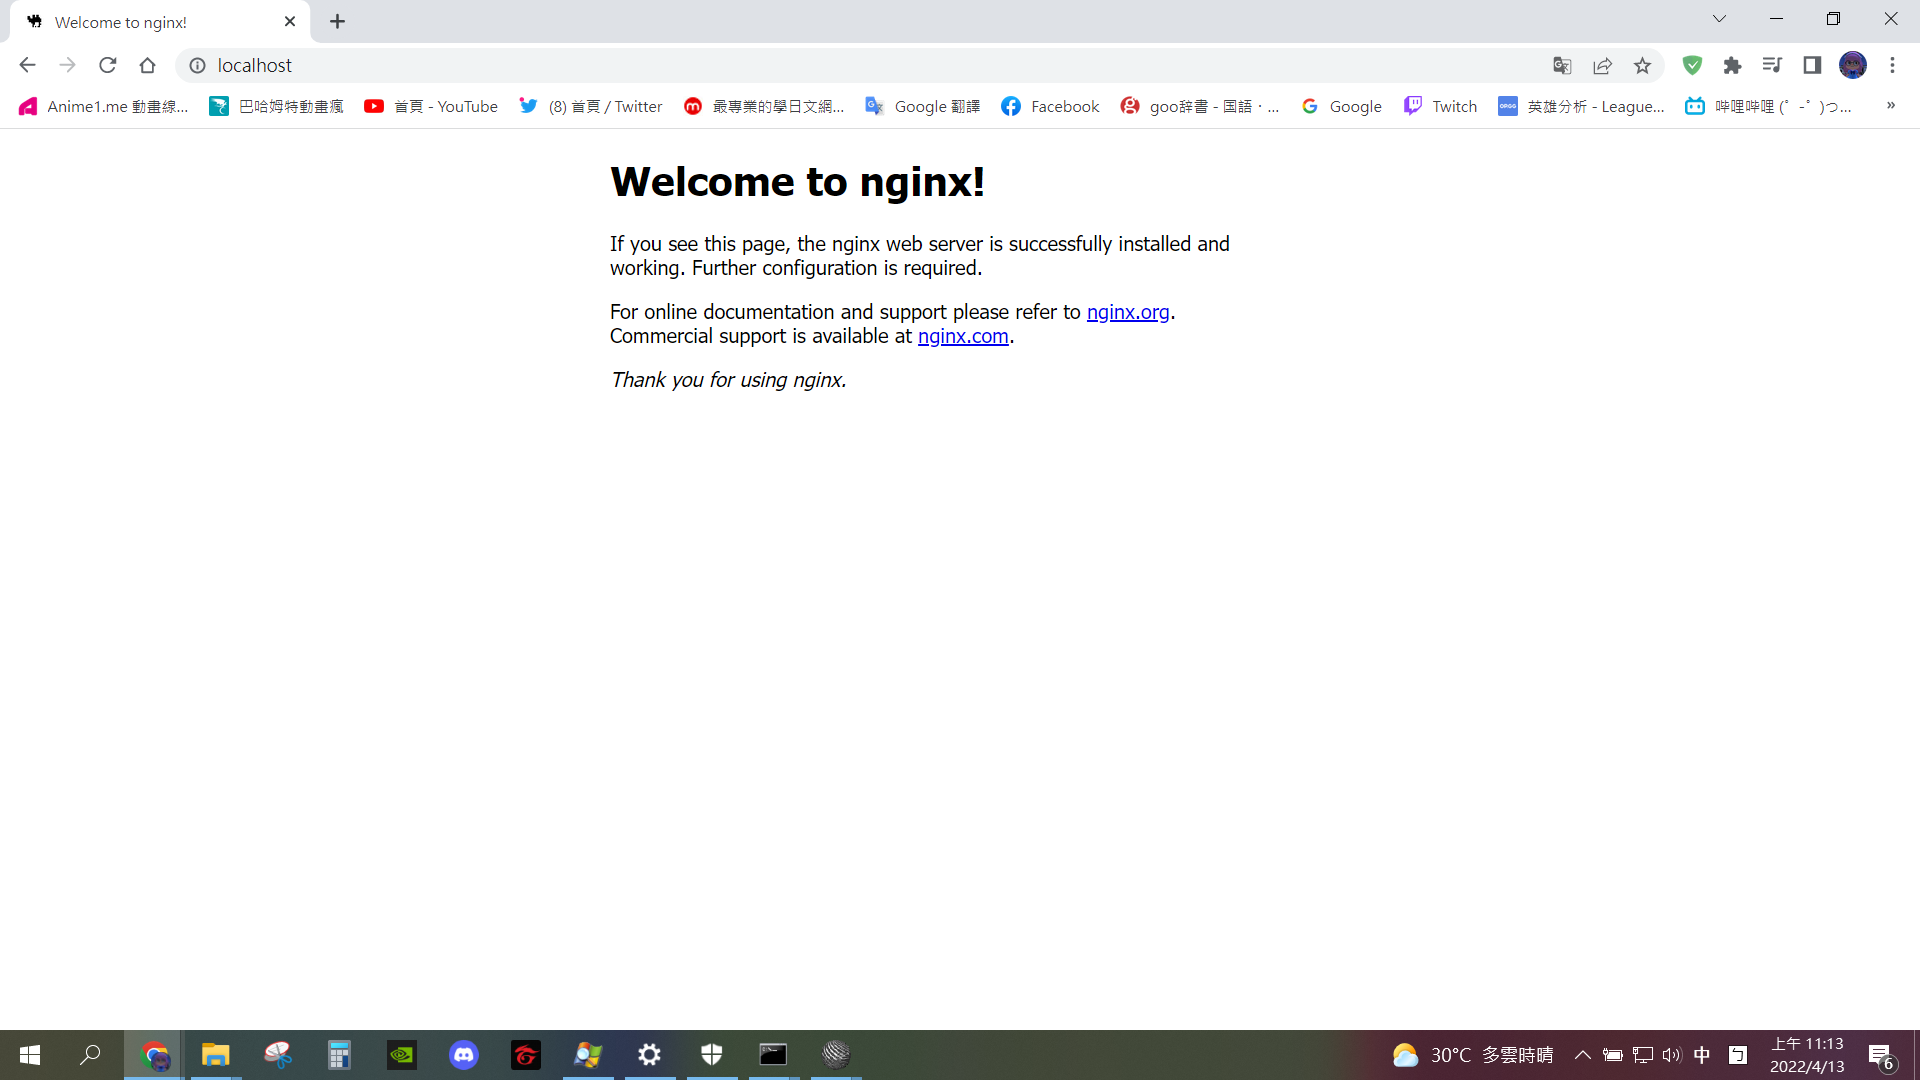 Welcome to nginx!
localhost
Anime1.me 動畫線...
巴哈姆特動畫瘋
首頁 - YouTube
(8) 首頁 / Twitter
最專業的學日文網...
Google 翻譯
Facebook
goo辞書 - 国語・...
Google
Twitch
OPGG
英雄分析 - League...
哔哩哔哩 (゜-゜)つ...
»
Welcome to nginx!
If you see this page, the nginx web server is successfully installed and
working. Further configuration is required.
For online documentation and support please refer to nginx.org.
Commercial support is available at nginx.com.
Thank you for using nginx.
30°C 多雲時晴
中
上午 11:13
2022/4/13
6